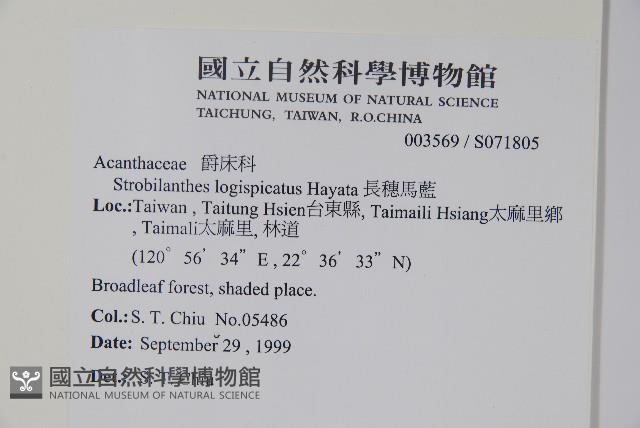 國立自然科學博物館
NATIONAL MUSEUM OF NATURAL SCIENCE
TAICHUNG, TAIWAN, R.O.CHINA
003569 / S071805
Acanthaceae 爵床科
Strobilanthes logispicatus Hayata 長穗馬藍
Loc.:Taiwan , Taitung Hsien台東縣, Taimaili Hsiang太麻里鄉
, Taimali太麻里, 林道
(120° 56' 34" E , 22° 36' 33" N)
Broadleaf forest, shaded place.
Col.: S. T. Chiu No.05486
Date: September 29 , 1999
Det.:
國立自然科學博物館
NATIONAL MUSEUM OF NATURAL SCIENCE